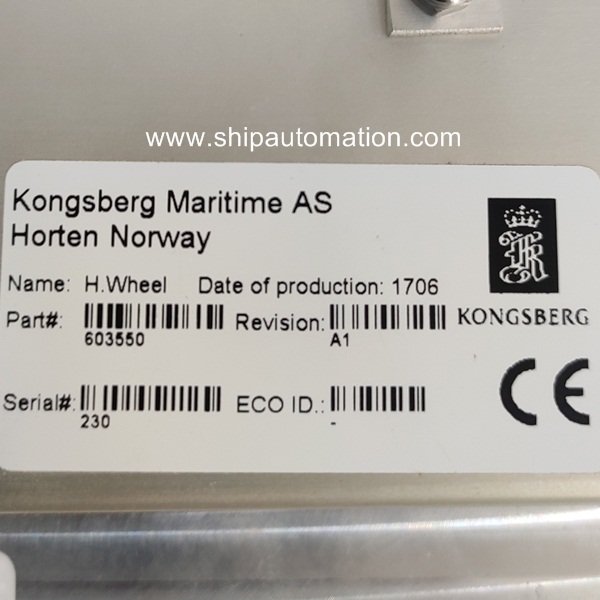 www.shipautomation.com
Kongsberg Maritime AS
Horten Norway
Name: H.Wheel Date of production: 1706
Part#: Revision: KONGSBERG
603550 A1
Serial#: ECO ID.: CE
230 -